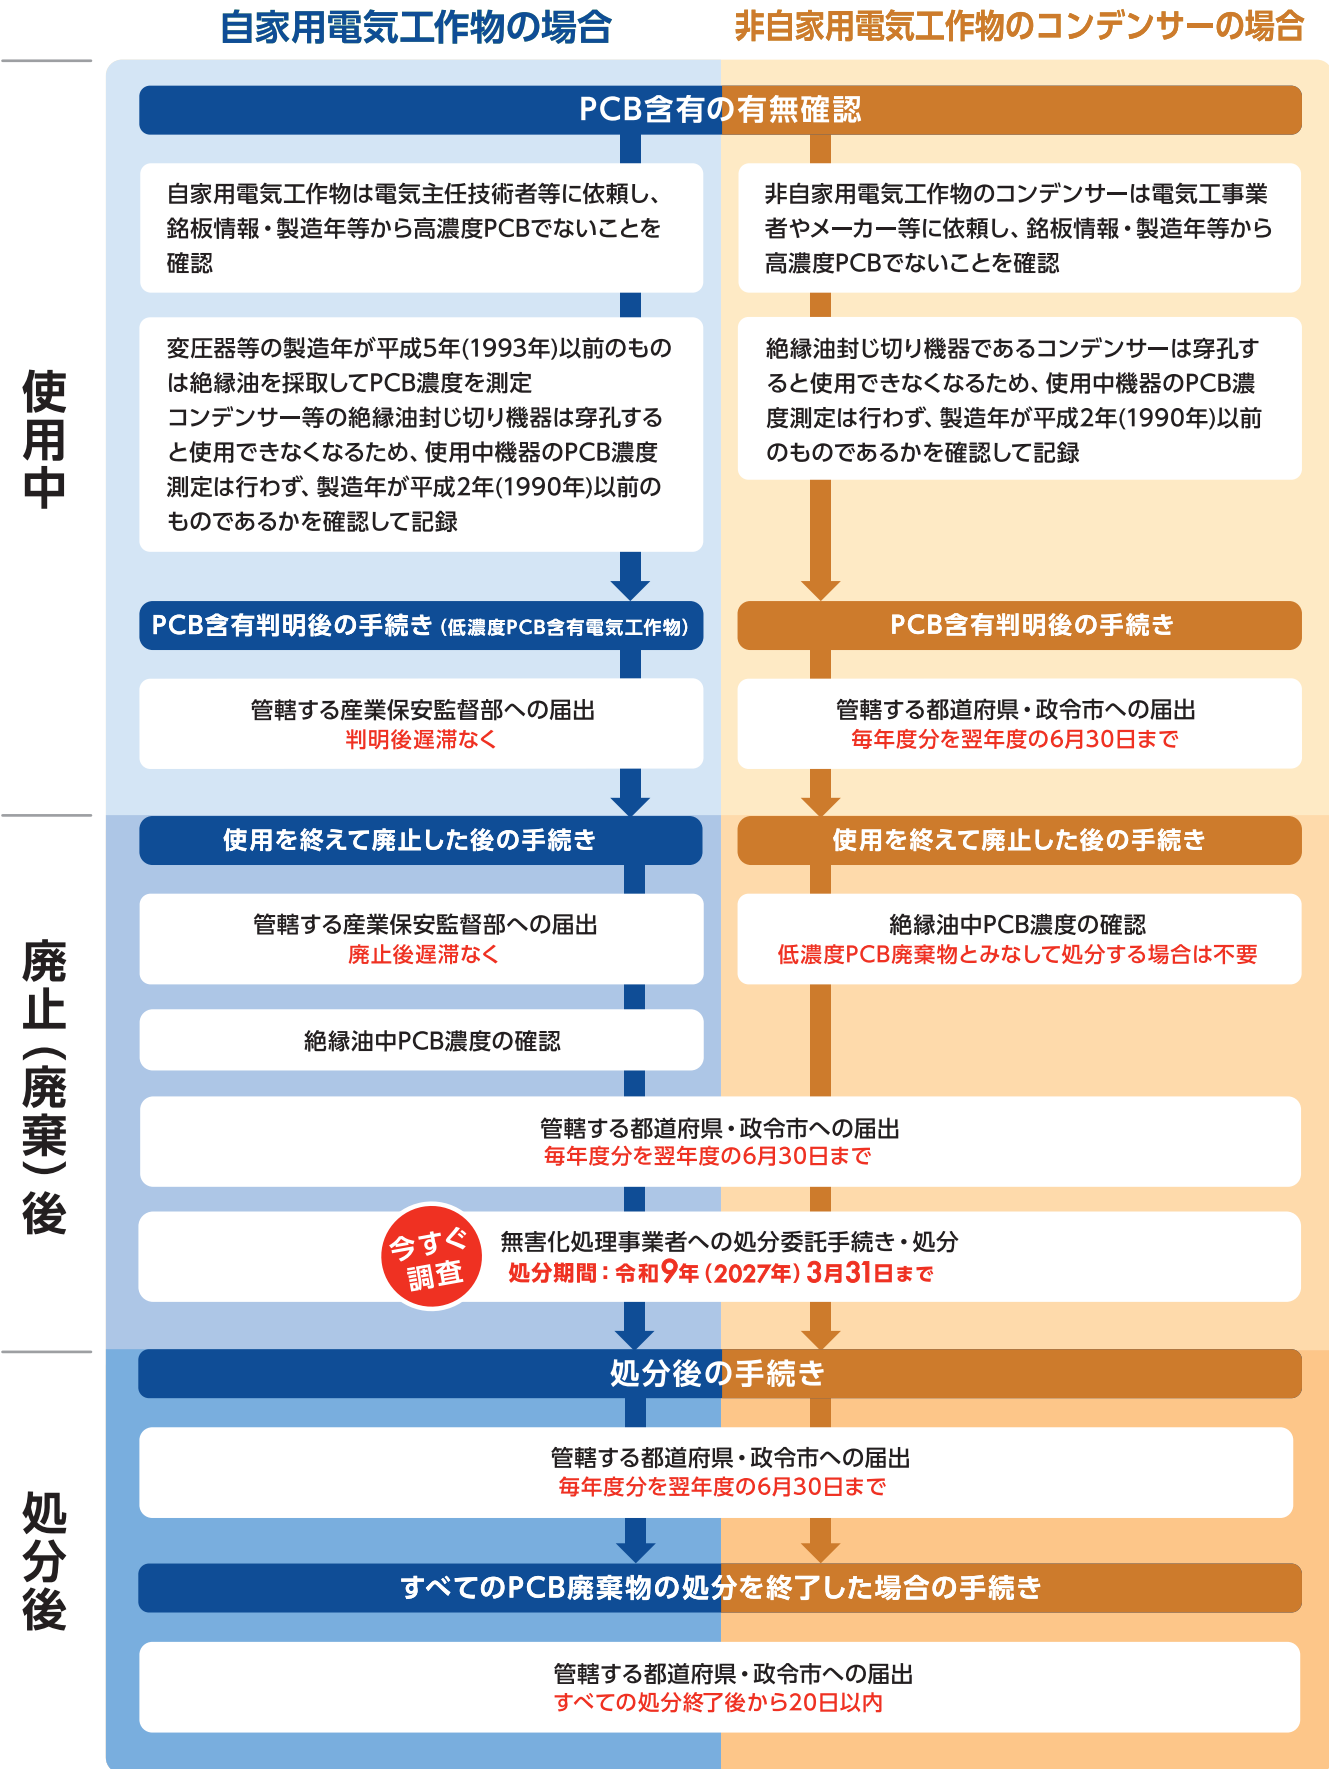 自家用電気工作物の場合
非自家用電気工作物のコンデンサーの場合
使用中
PCB含有の有無確認
自家用電気工作物は電気主任技術者等に依頼し、
銘板情報・製造年等から高濃度PCBでないことを
確認
非自家用電気工作物のコンデンサーは電気工事業
者やメーカー等に依頼し、銘板情報・製造年等から
高濃度PCBでないことを確認
変圧器等の製造年が平成5年(1993年)以前のもの
は絶縁油を採取してPCB濃度を測定
コンデンサー等の絶縁油封じ切り機器は穿孔する
と使用できなくなるため、使用中機器のPCB濃度
測定は行わず、製造年が平成2年(1990年)以前の
ものであるかを確認して記録
絶縁油封じ切り機器であるコンデンサーは穿孔す
ると使用できなくなるため、使用中機器のPCB濃
度測定は行わず、製造年が平成2年(1990年)以前
のものであるかを確認して記録
PCB含有判明後の手続き(低濃度PCB含有電気工作物)
PCB含有判明後の手続き
管轄する産業保安監督部への届出
判明後遅滞なく
管轄する都道府県・政令市への届出
毎年度分を翌年度の6月30日まで
廃止(廃棄)後
使用を終えて廃止した後の手続き
使用を終えて廃止した後の手続き
管轄する産業保安監督部への届出
廃止後遅滞なく
絶縁油中PCB濃度の確認
低濃度PCB廃棄物とみなして処分する場合は不要
絶縁油中PCB濃度の確認
管轄する都道府県・政令市への届出
毎年度分を翌年度の6月30日まで
今すぐ
調査
無害化処理事業者への処分委託手続き・処分
処分期間：令和9年(2027年)3月31日まで
処分後
処分後の手続き
管轄する都道府県・政令市への届出
毎年度分を翌年度の6月30日まで
すべてのPCB廃棄物の処分を終了した場合の手続き
管轄する都道府県・政令市への届出
すべての処分終了後から20日以内